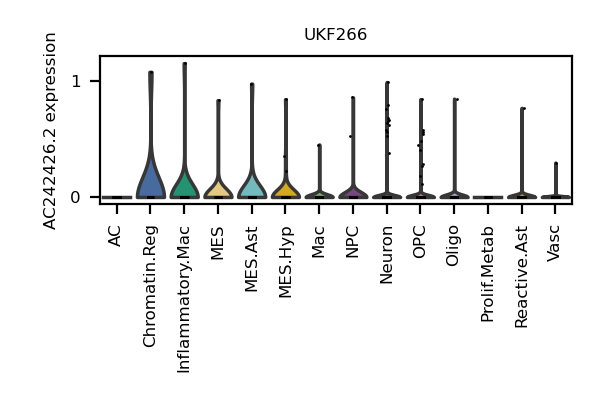 UKF266
AC242426.2 expression
1
0
AC
Chromatin.Reg
Inflammatory.Mac
MES
MES.Ast
MES.Hyp
Mac
NPC
Neuron
OPC
Oligo
Prolif.Metab
Reactive.Ast
Vasc